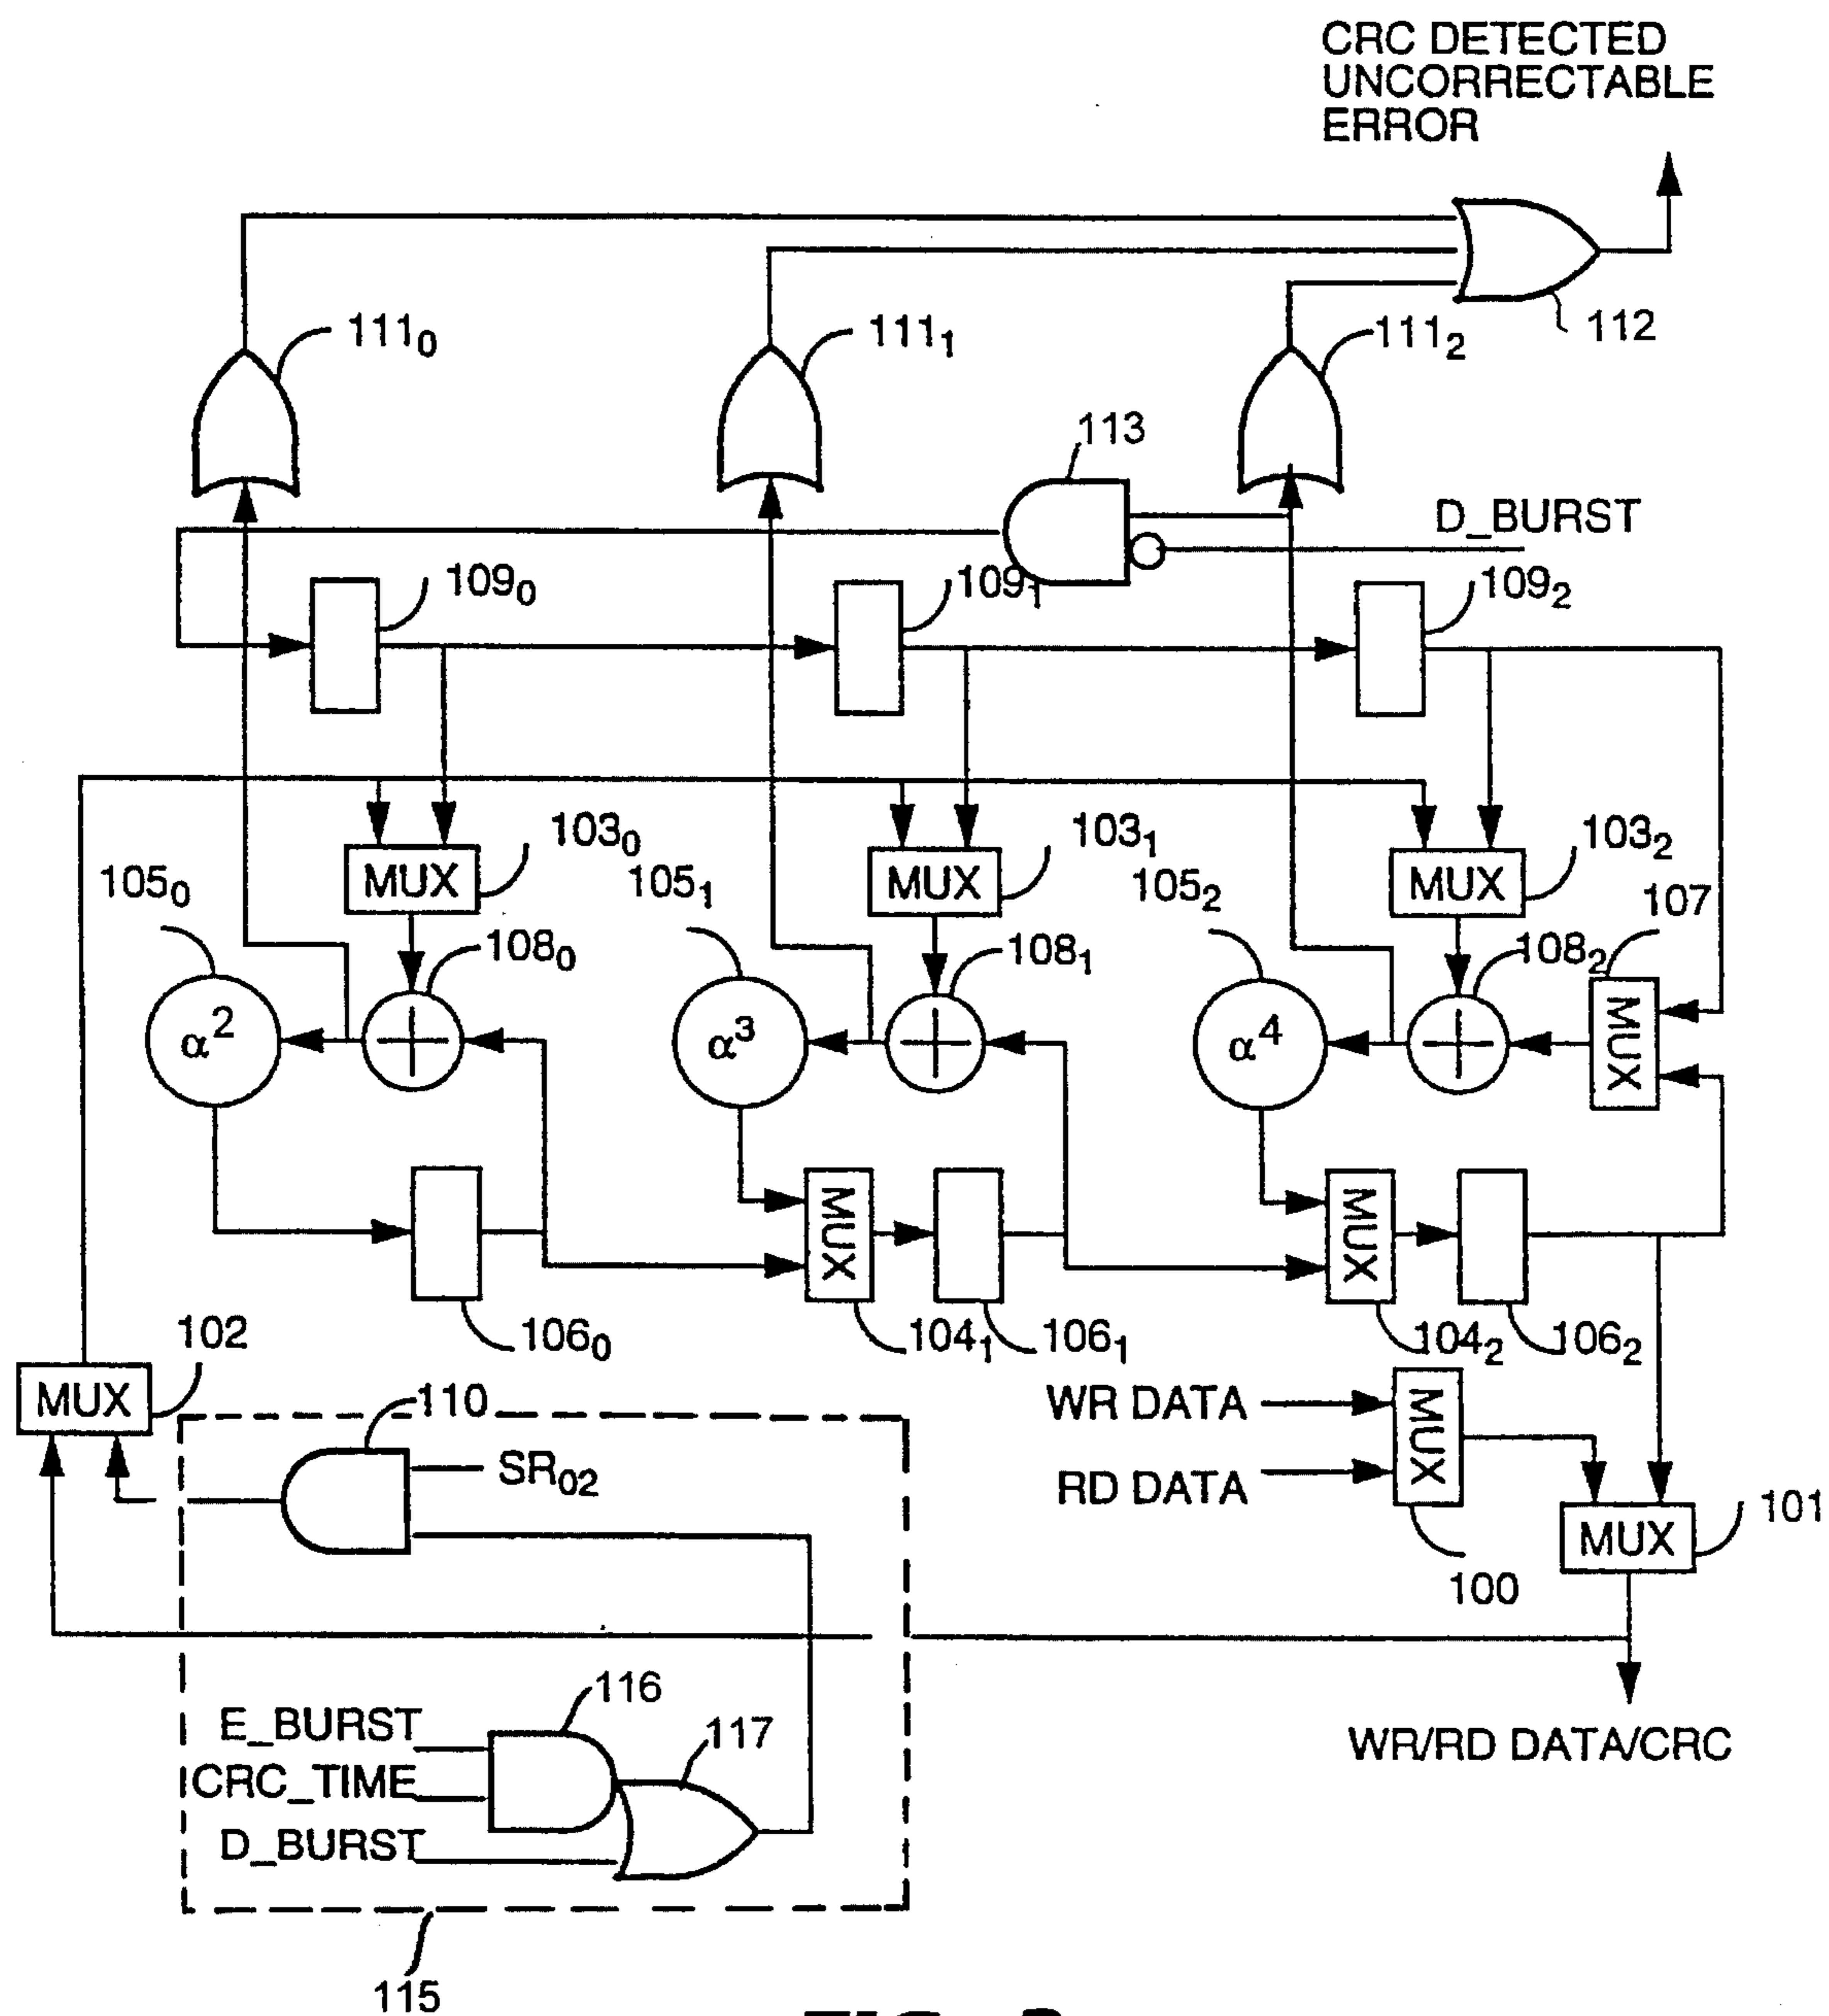 CRC DETECTED
UNCORRECTABLE
ERROR
111₀
111₁
111₂
112
113
D_BURST
109₀
109₁
109₂
103₀
103₁
103₂
MUX
MUX
MUX
105₀
105₁
105₂
107
108₀
108₁
108₂
α²
α³
α⁴
MUX
MUX
MUX
106₀
104₁
106₁
104₂
106₂
102
MUX
110
SR₀₂
WR DATA
RD DATA
MUX
100
MUX
101
116
E_BURST
117
CRC_TIME
D_BURST
WR/RD DATA/CRC
115